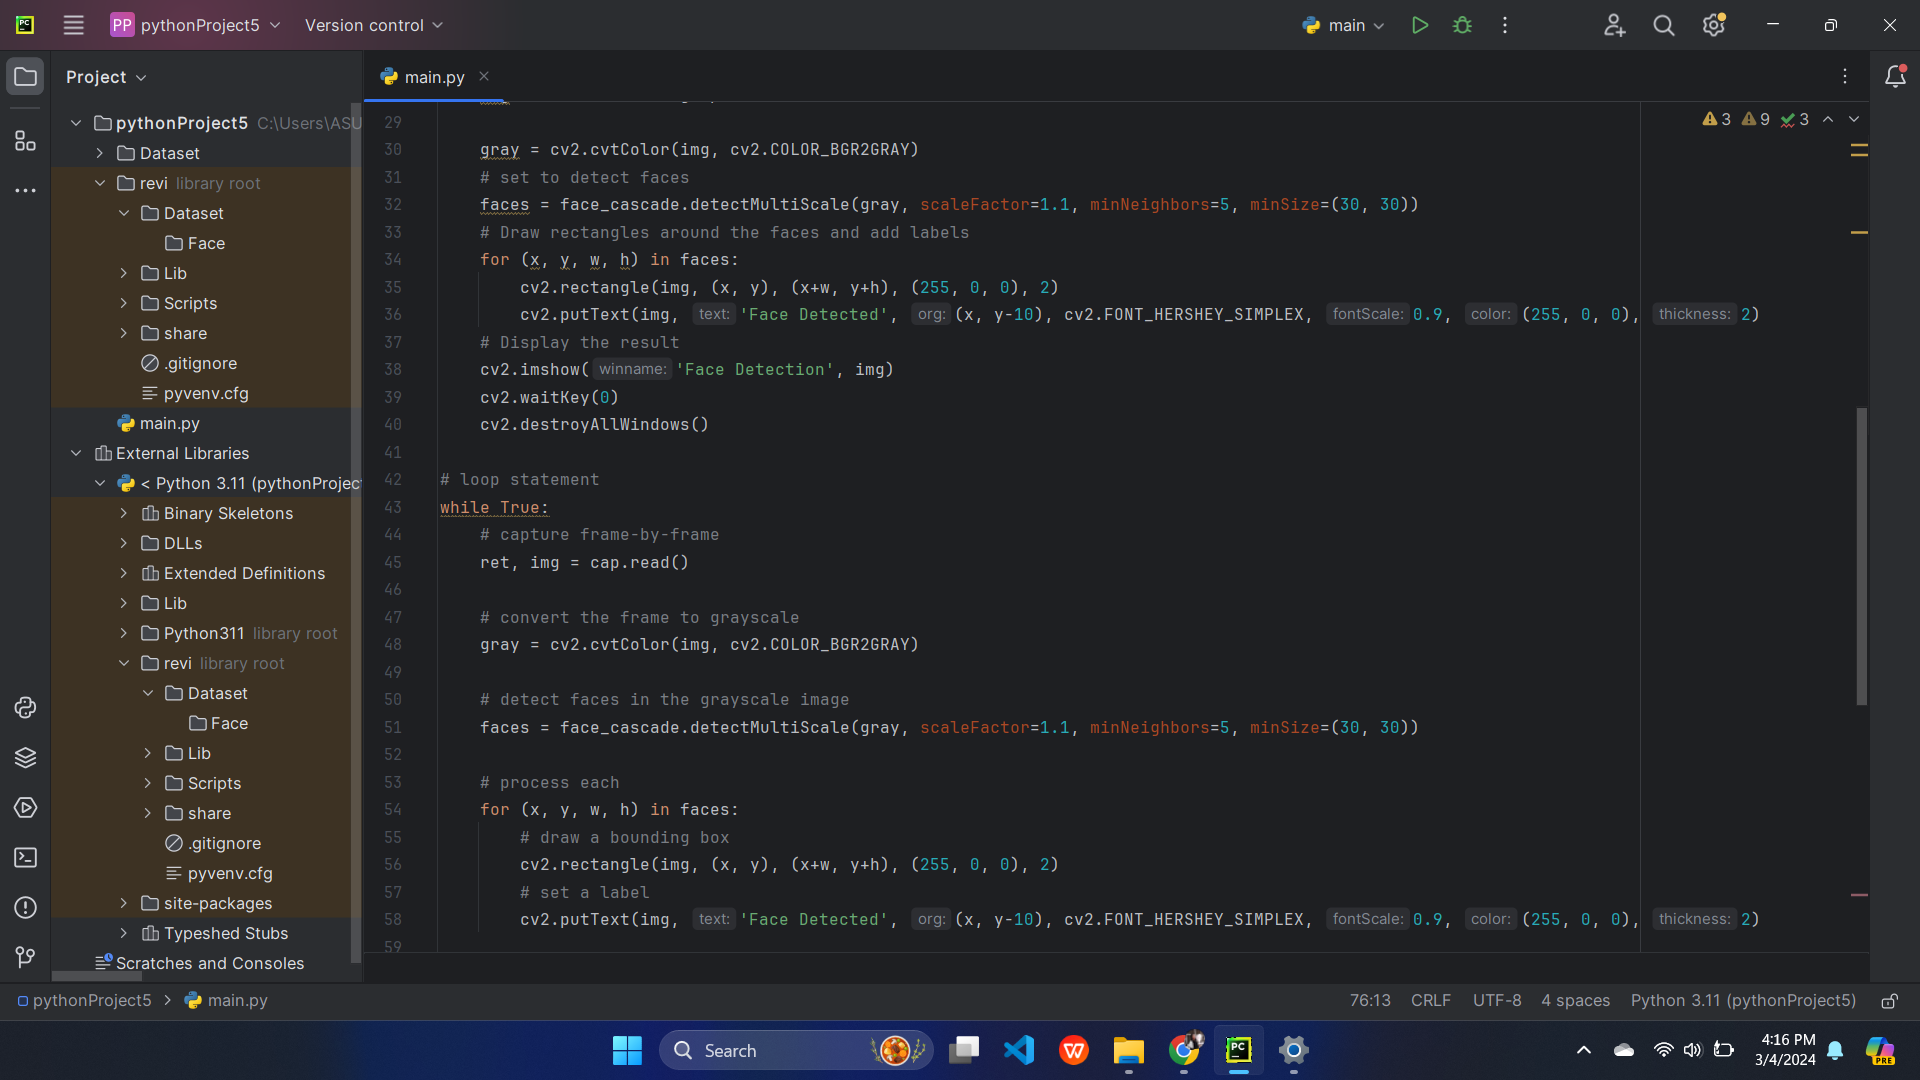 PC
PP pythonProject5
Version control
main
Project
main.py
pythonProject5 C:\Users\ASU
Dataset
revi library root
Dataset
Face
Lib
Scripts
share
.gitignore
pyvenv.cfg
main.py
External Libraries
< Python 3.11 (pythonProject
Binary Skeletons
DLLs
Extended Definitions
Lib
Python311 library root
revi library root
Dataset
Face
Lib
Scripts
share
.gitignore
pyvenv.cfg
site-packages
Typeshed Stubs
Scratches and Consoles
3 9 3
29
30 gray = cv2.cvtColor(img, cv2.COLOR_BGR2GRAY)
31 # set to detect faces
32 faces = face_cascade.detectMultiScale(gray, scaleFactor=1.1, minNeighbors=5, minSize=(30, 30))
33 # Draw rectangles around the faces and add labels
34 for (x, y, w, h) in faces:
35 cv2.rectangle(img, (x, y), (x+w, y+h), (255, 0, 0), 2)
36 cv2.putText(img, text: 'Face Detected', org: (x, y-10), cv2.FONT_HERSHEY_SIMPLEX, fontScale: 0.9, color: (255, 0, 0), thickness: 2)
37 # Display the result
38 cv2.imshow( winname: 'Face Detection', img)
39 cv2.waitKey(0)
40 cv2.destroyAllWindows()
41
42 # loop statement
43 while True:
44 # capture frame-by-frame
45 ret, img = cap.read()
46
47 # convert the frame to grayscale
48 gray = cv2.cvtColor(img, cv2.COLOR_BGR2GRAY)
49
50 # detect faces in the grayscale image
51 faces = face_cascade.detectMultiScale(gray, scaleFactor=1.1, minNeighbors=5, minSize=(30, 30))
52
53 # process each
54 for (x, y, w, h) in faces:
55 # draw a bounding box
56 cv2.rectangle(img, (x, y), (x+w, y+h), (255, 0, 0), 2)
57 # set a label
58 cv2.putText(img, text: 'Face Detected', org: (x, y-10), cv2.FONT_HERSHEY_SIMPLEX, fontScale: 0.9, color: (255, 0, 0), thickness: 2)
59
pythonProject5 > main.py
76:13 CRLF UTF-8 4 spaces Python 3.11 (pythonProject5)
Search
PC
4:16 PM
3/4/2024
PRE